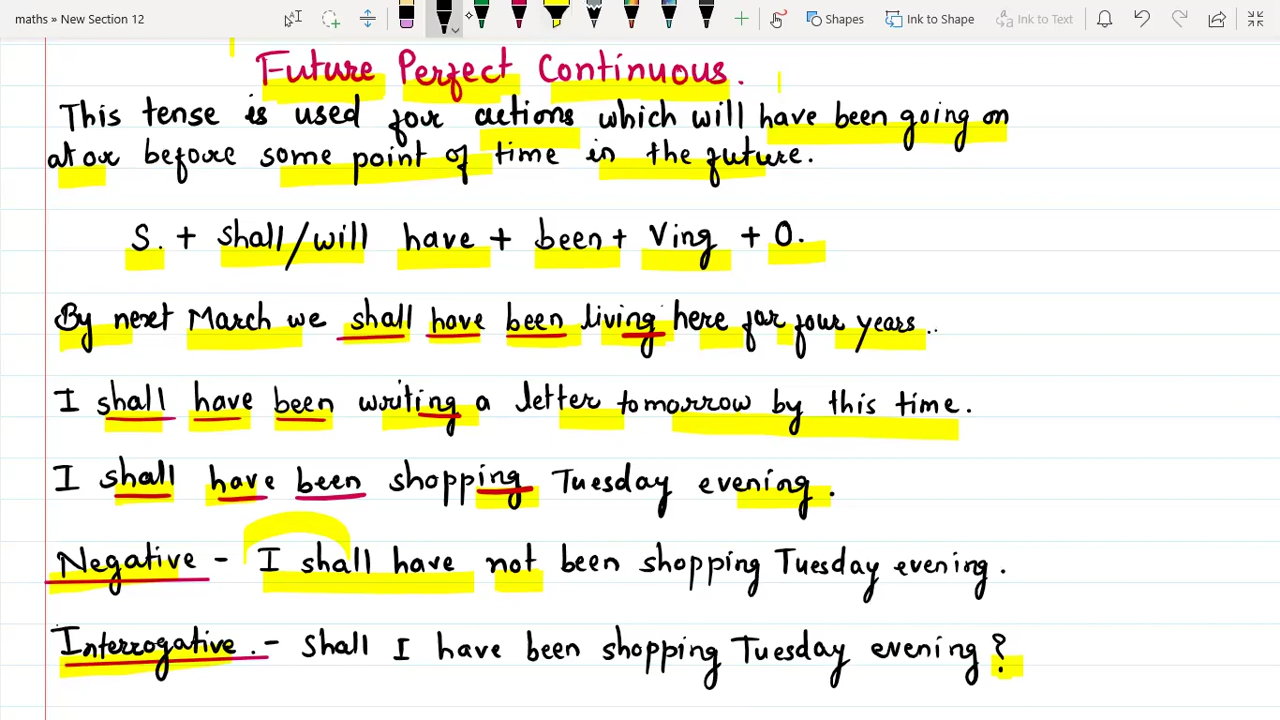 maths » New Section 12
Shapes
Ink to Shape
Ink to Text
Future Perfect Continuous.
This tense is used for actions which will have been going on
at or before some point of time in the future.
S. + shall/will have + been + Ving + O.
By next March we shall have been living here for four years..
I shall have been writing a letter tomorrow by this time.
I shall have been shopping Tuesday evening.
Negative - I shall have not been shopping Tuesday evening.
Interrogative. - Shall I have been shopping Tuesday evening?